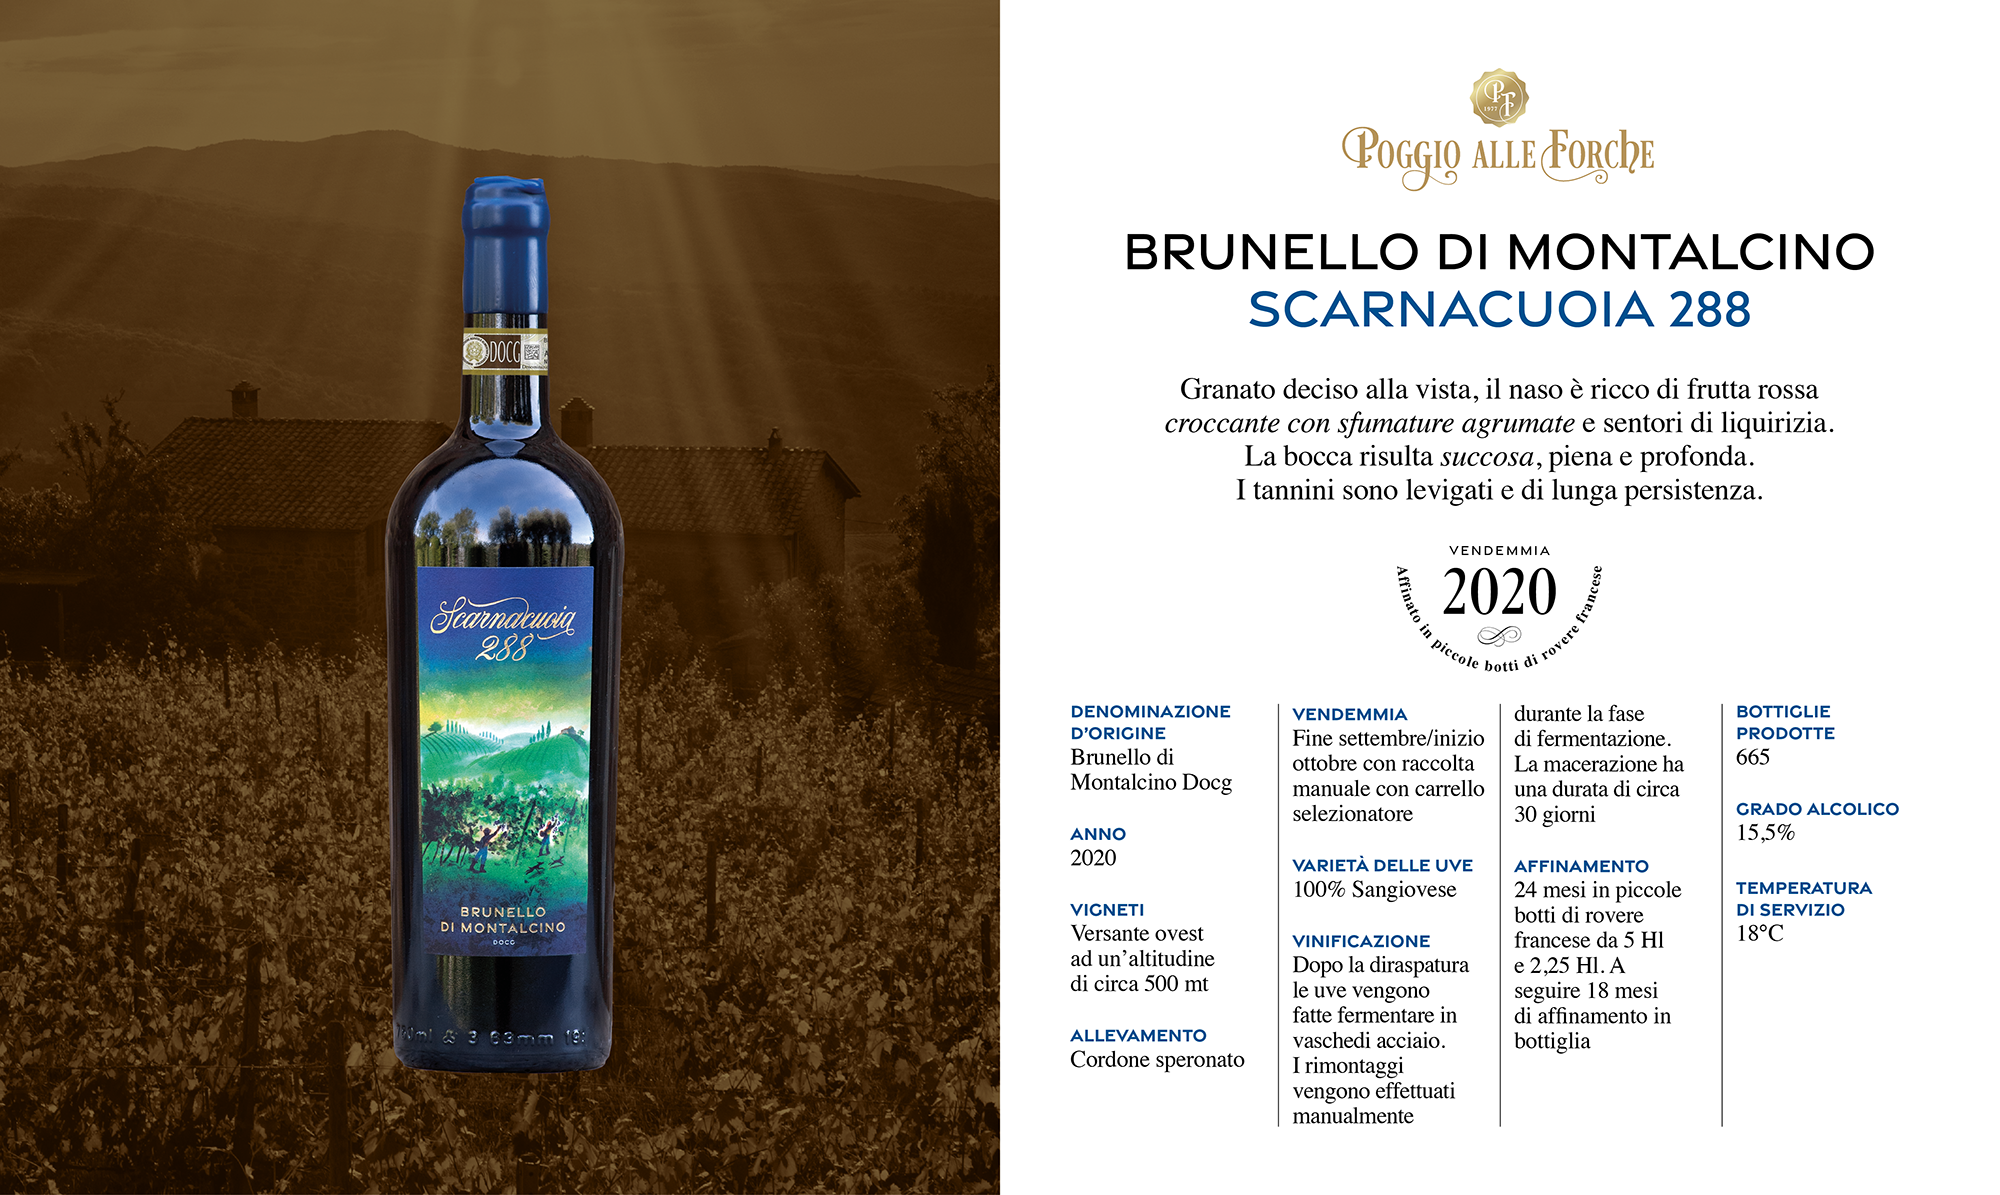 PF
1977
POGGIO ALLE FORCHE
BRUNELLO DI MONTALCINO
SCARNACUOIA 288
Granato deciso alla vista, il naso è ricco di frutta rossa
croccante con sfumature agrumate e sentori di liquirizia.
La bocca risulta succosa, piena e profonda.
I tannini sono levigati e di lunga persistenza.
VENDEMMIA
2020
Affinato in piccole botti di rovere francese
DENOMINAZIONE
D'ORIGINE
Brunello di
Montalcino Docg
ANNO
2020
VIGNETI
Versante ovest
ad un'altitudine
di circa 500 mt
ALLEVAMENTO
Cordone speronato
VENDEMMIA
Fine settembre/inizio
ottobre con raccolta
manuale con carrello
selezionatore
VARIETÀ DELLE UVE
100% Sangiovese
VINIFICAZIONE
Dopo la diraspatura
le uve vengono
fatte fermentare in
vaschedi acciaio.
I rimontaggi
vengono effettuati
manualmente
durante la fase
di fermentazione.
La macerazione ha
una durata di circa
30 giorni
AFFINAMENTO
24 mesi in piccole
botti di rovere
francese da 5 Hl
e 2,25 Hl. A
seguire 18 mesi
di affinamento in
bottiglia
BOTTIGLIE
PRODOTTE
665
GRADO ALCOLICO
15,5%
TEMPERATURA
DI SERVIZIO
18°C
DOCG
Scarnacuoia
288
BRUNELLO
DI MONTALCINO
DOCG
3 63mm